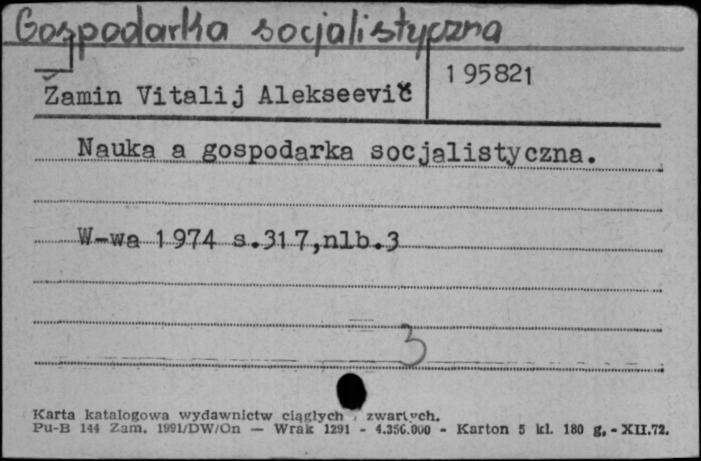 Gospodarka socjalistyczna
195821
Żamin Vitalij Alekseevič
Nauka a gospodarka socjalistyczna.
W-wa 1974 s.317,nlb.3
3
Karta katalogowa wydawnictw ciągłych , zwartych.
Pu-B 144 Zam. 1991/DW/On — Wrak 1291 - 4.350.000 - Karton 5 kl. 180 g. - XII.72.